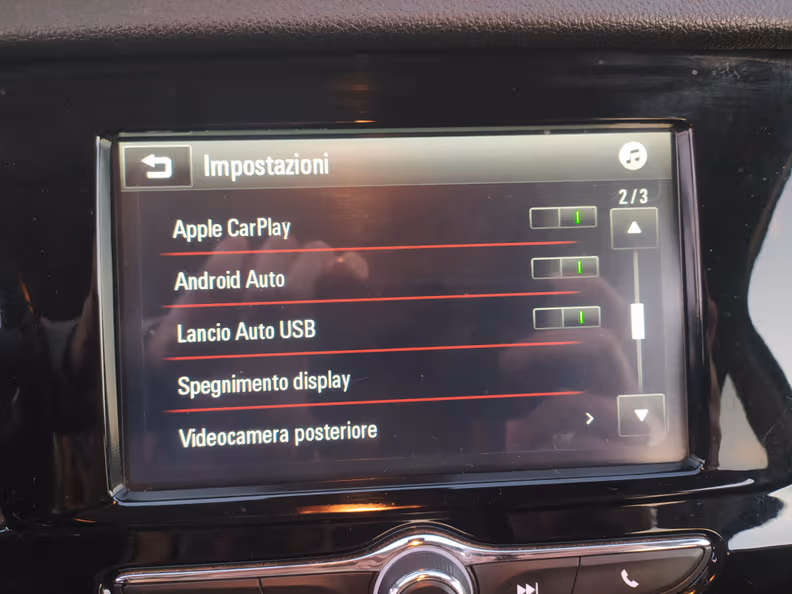 Impostazioni
2/3
Apple CarPlay
Android Auto
Lancio Auto USB
Spegnimento display
Videocamera posteriore